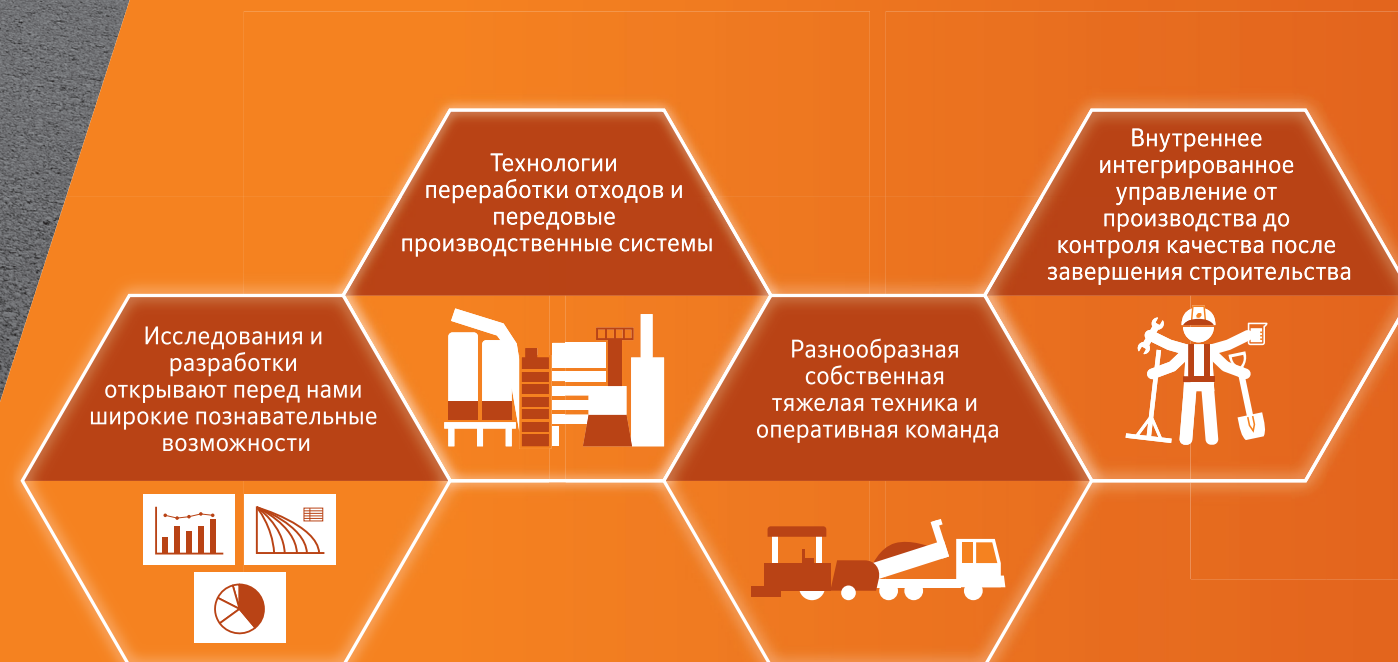 Исследования и
разработки
открывают перед нами
широкие познавательные
возможности
Технологии
переработки отходов и
передовые
производственные системы
Разнообразная
собственная
тяжелая техника и
оперативная команда
Внутреннее
интегрированное
управление от
производства до
контроля качества после
завершения строительства